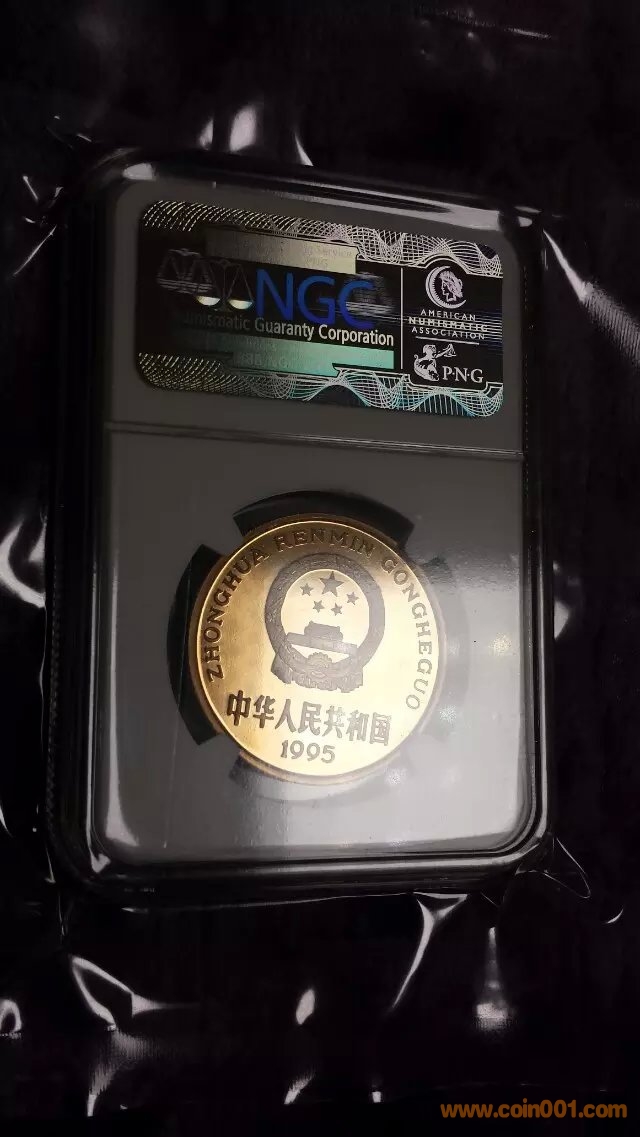 NGC
Numismatic Guaranty Corporation
AMERICAN
NUMISMATIC
ASSOCIATION
P·N·G
ZHONGHUA RENMIN GONGHEGUO
中华人民共和国
1995
www.coin001.com